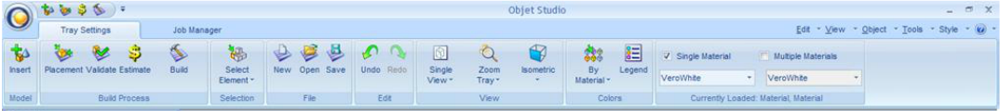 Objet Studio
Tray Settings Job Manager Edit View Object Tools Style
Insert Placement Validate Estimate Build Select Element New Open Save Undo Redo Single View Zoom Tray Isometric By Material Legend Single Material Multiple Materials
VeroWhite VeroWhite
Model Build Process Selection File Edit View Colors Currently Loaded: Material, Material